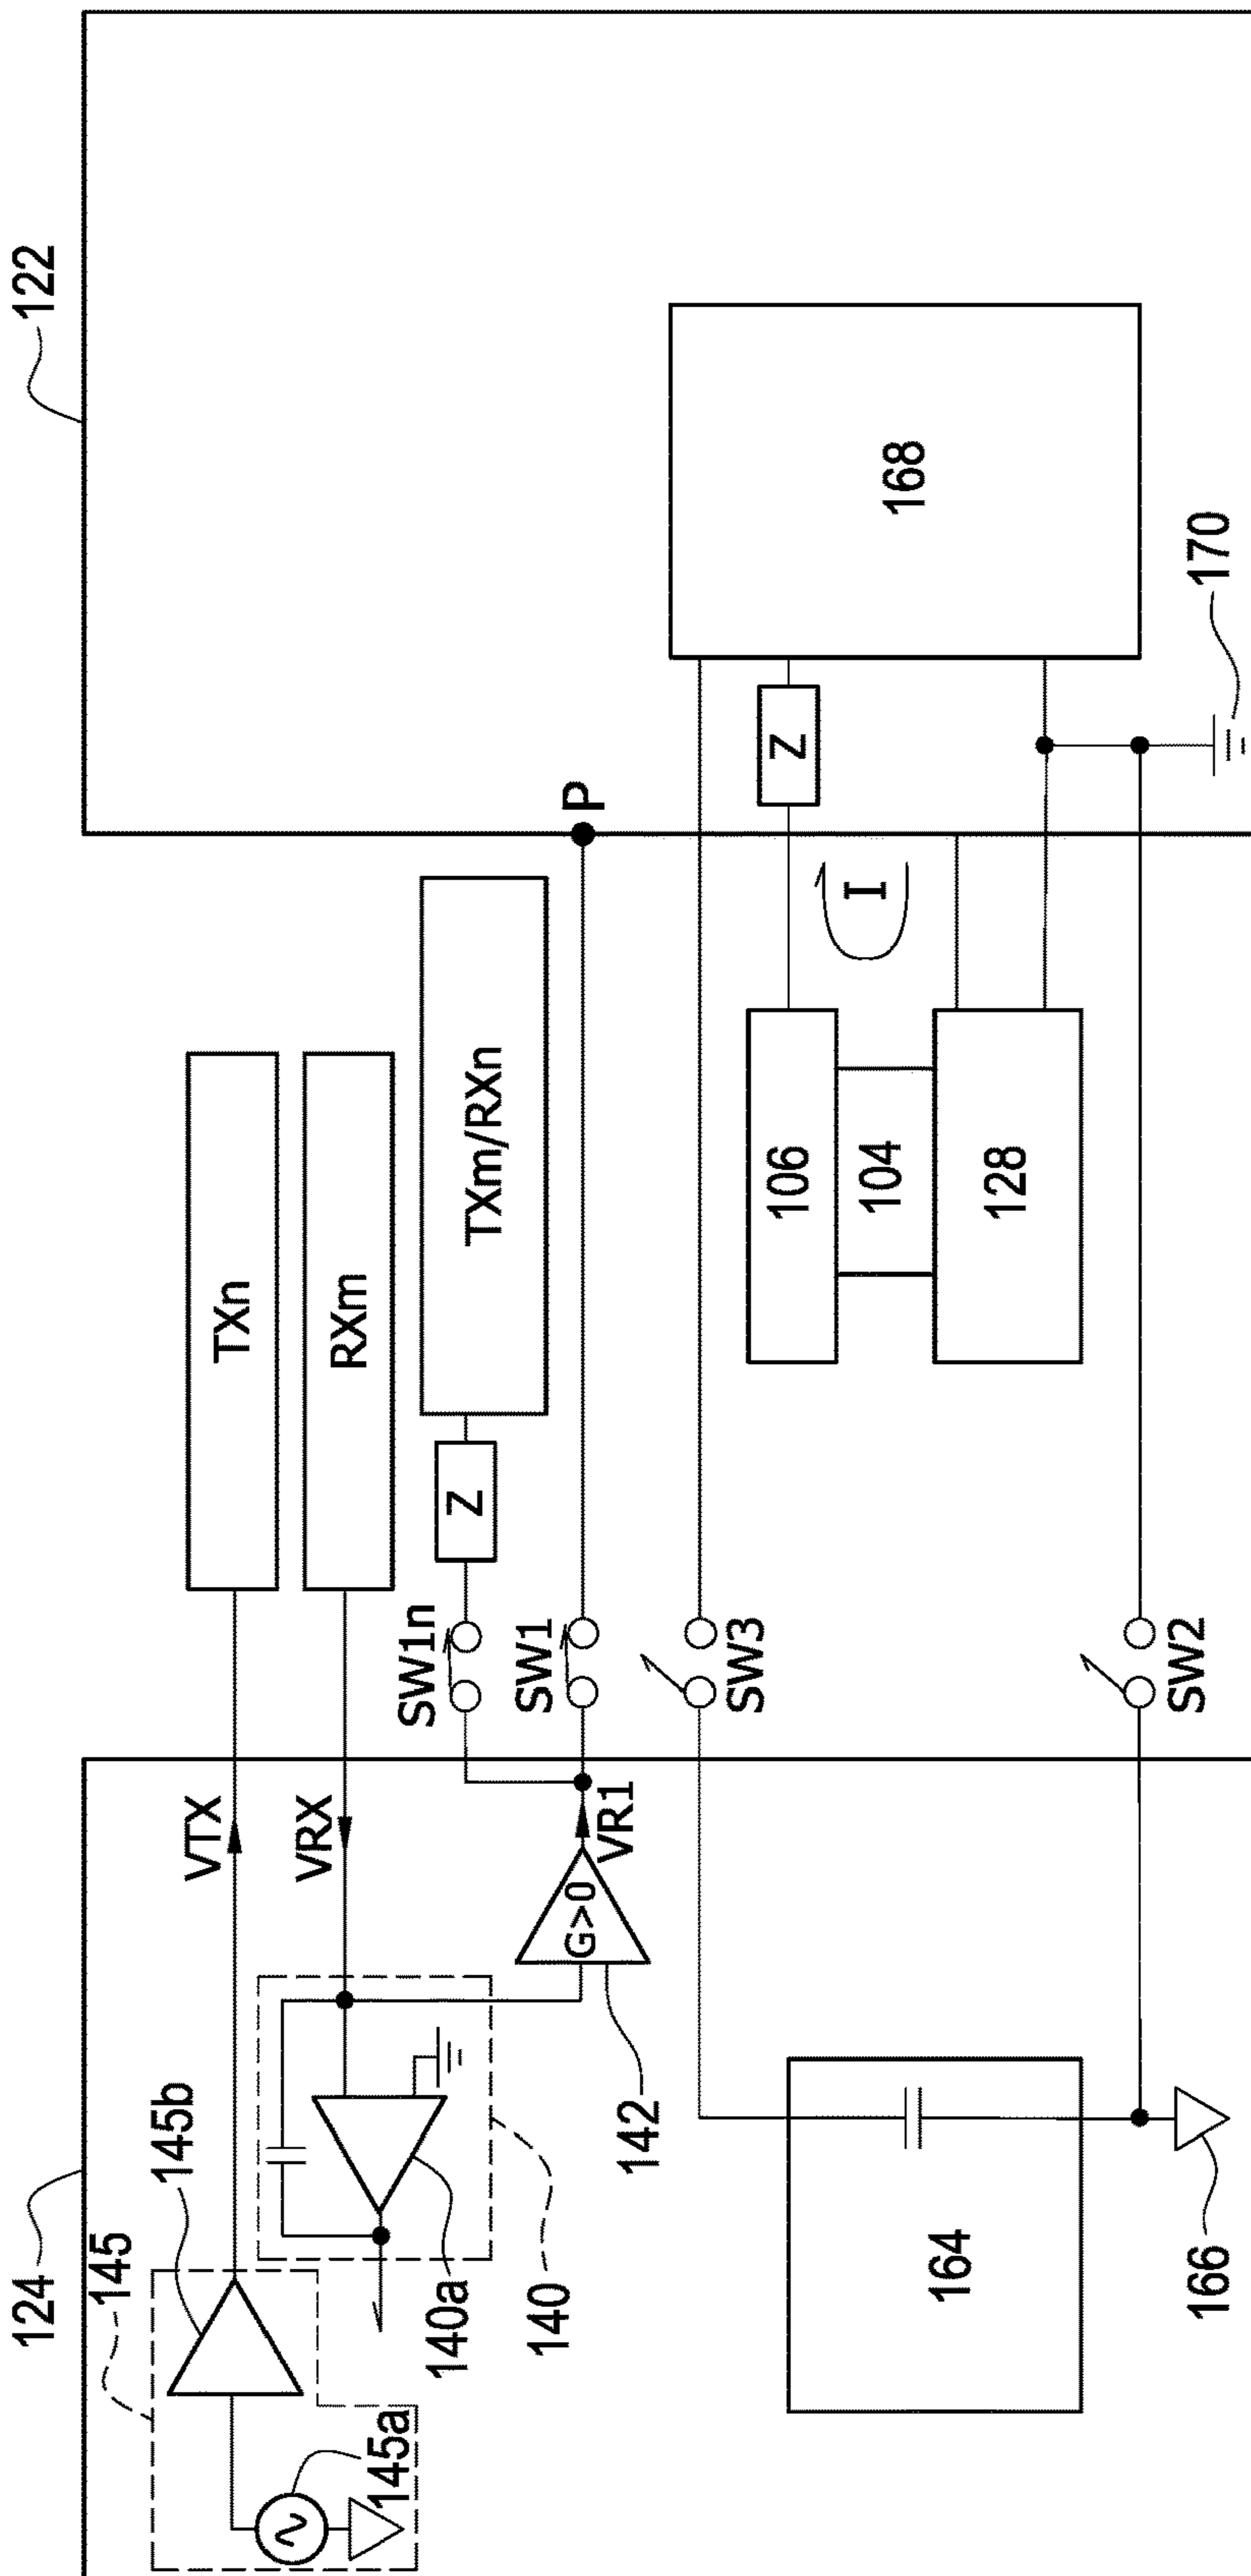 124
145
145b
145a
VTX
TXn
122
VRX
RXm
140a
140
SW1n
Z
TXm/RXn
142
G>0
VR1
SW1
P
SW3
164
166
SW2
106
104
128
I
Z
168
170